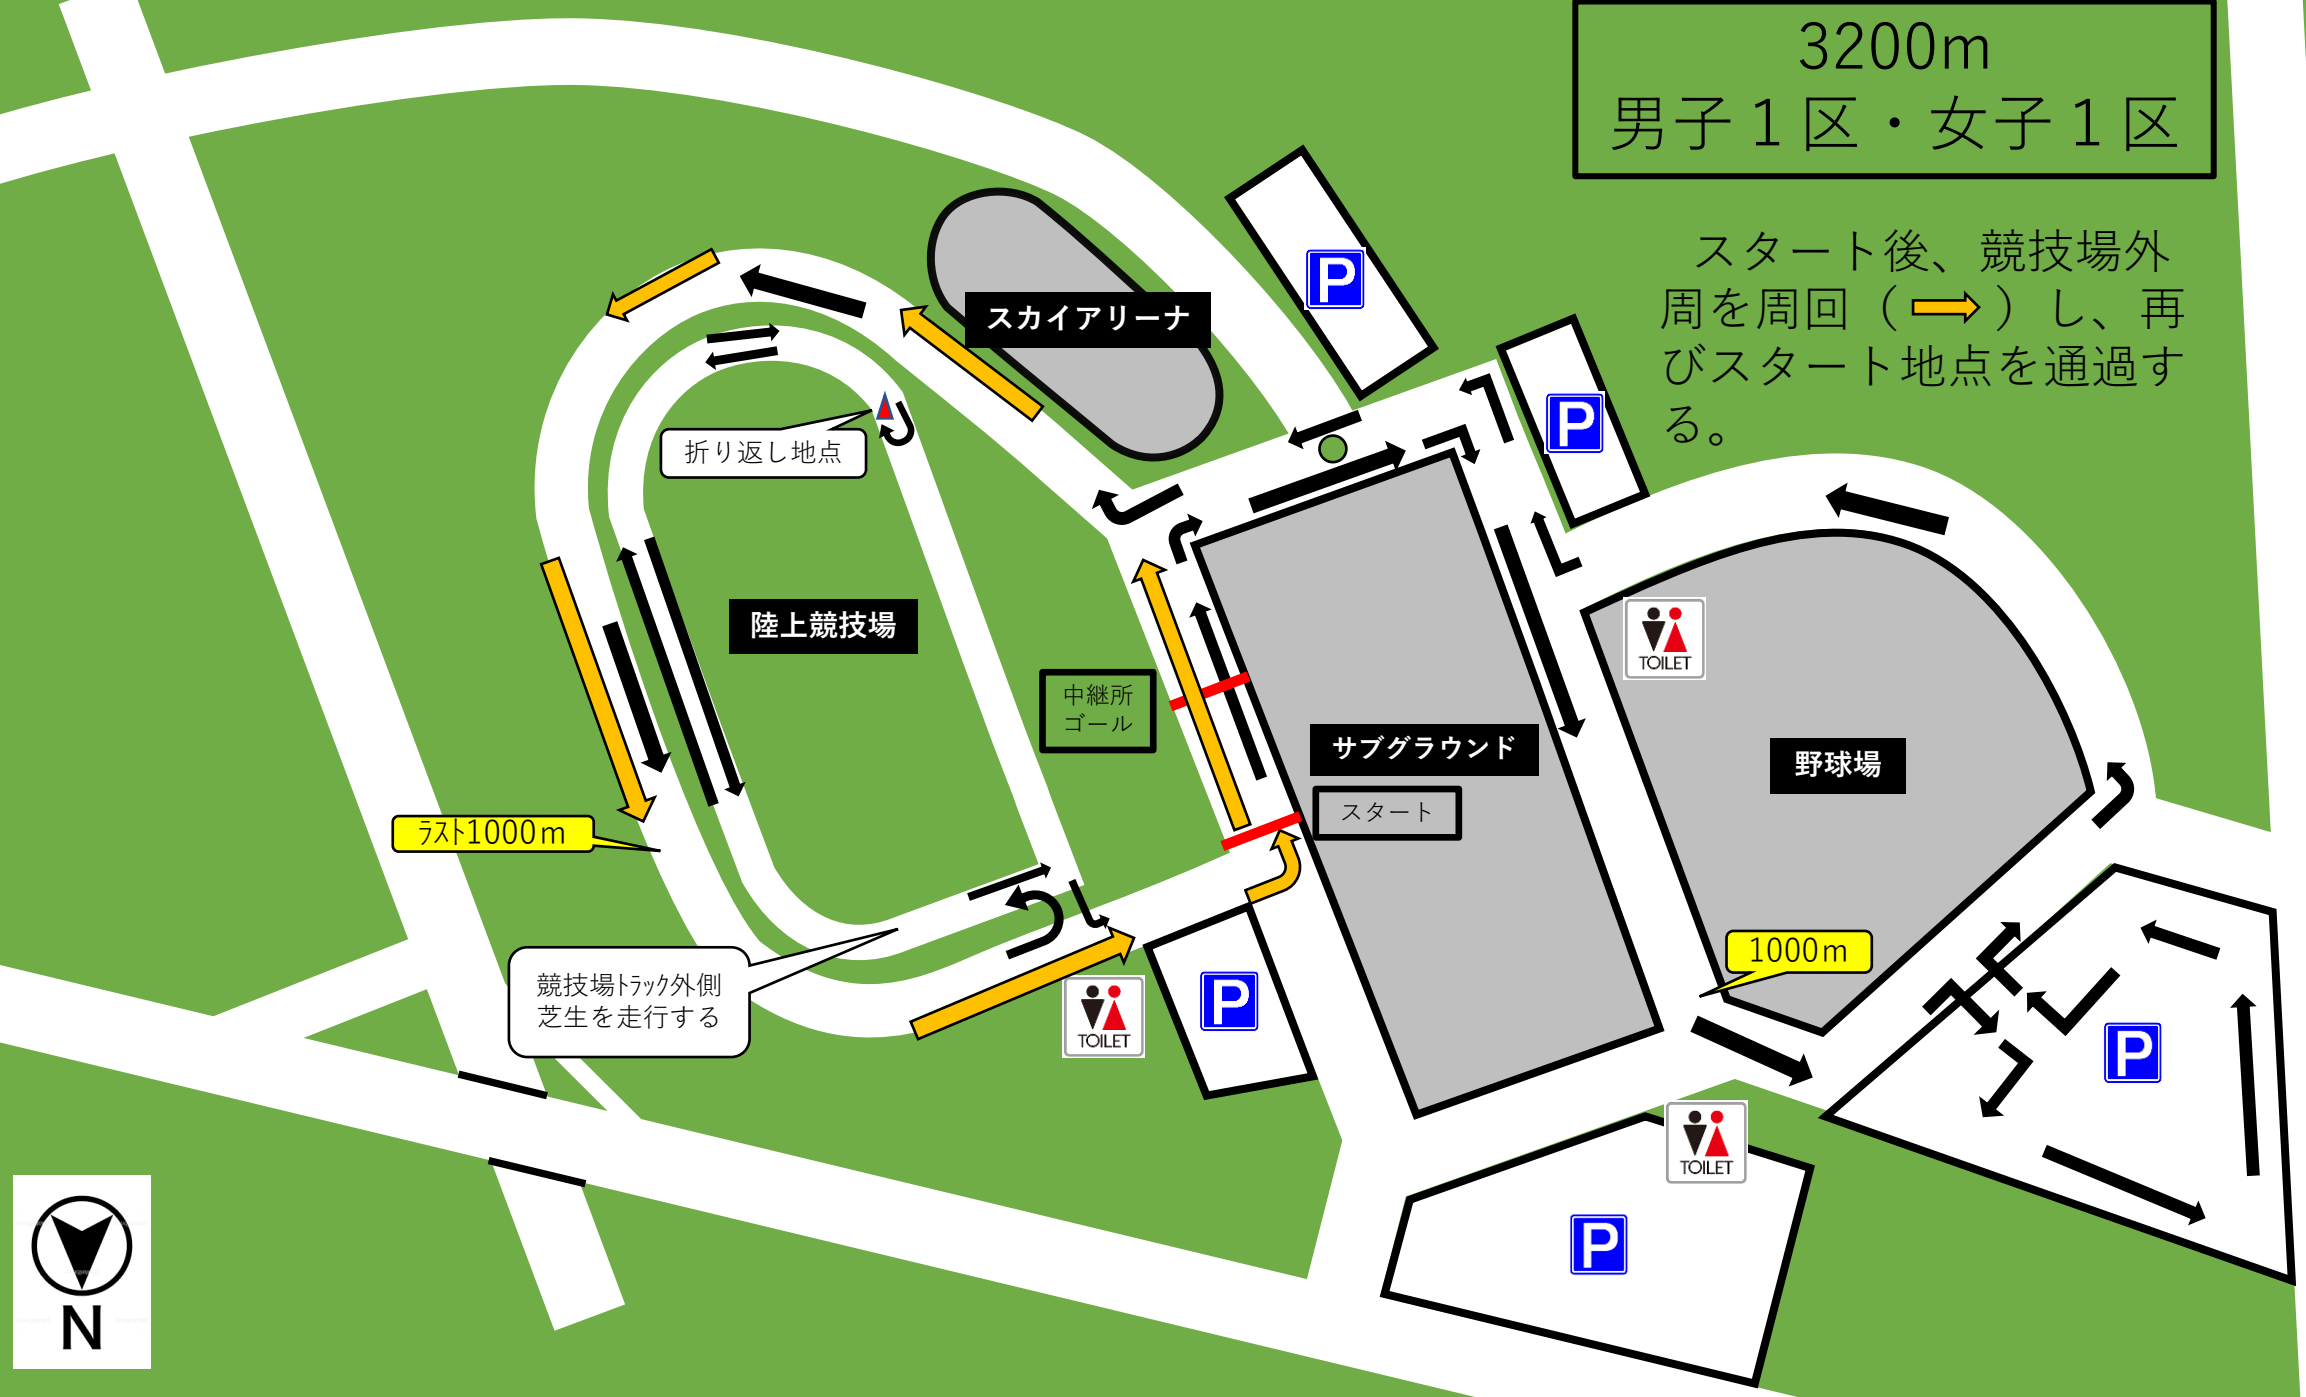 3200m
男子１区・女子１区
スタート後、競技場外
周を周回（　）し、再
びスタート地点を通過す
る。
P
スカイアリーナ
P
折り返し地点
陸上競技場
TOILET
中継所
ゴール
サブグラウンド
スタート
野球場
ﾗｽﾄ1000ｍ
1000ｍ
競技場ﾄﾗｯｸ外側
芝生を走行する
P
TOILET
P
TOILET
P
N